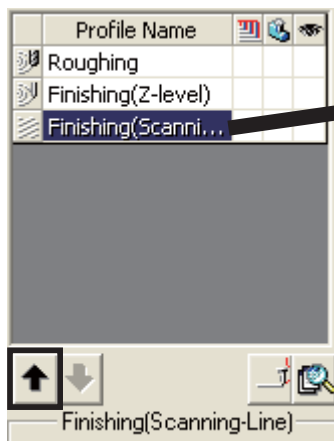 Profile Name
Roughing
Finishing(Z-level)
Finishing(Scanni...
Finishing(Scanning-Line)